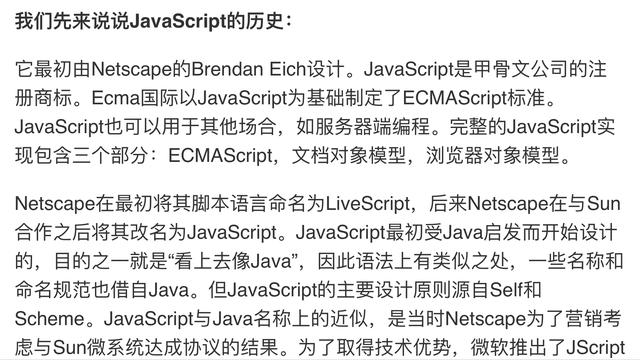 我们先来说说JavaScript的历史：
它最初由Netscape的Brendan Eich设计。JavaScript是甲骨文公司的注
册商标。Ecma国际以JavaScript为基础制定了ECMAScript标准。
JavaScript也可以用于其他场合，如服务器端编程。完整的JavaScript实
现包含三个部分：ECMAScript，文档对象模型，浏览器对象模型。
Netscape在最初将其脚本语言命名为LiveScript，后来Netscape在与Sun
合作之后将其改名为JavaScript。JavaScript最初受Java启发而开始设计
的，目的之一就是“看上去像Java”，因此语法上有类似之处，一些名称和
命名规范也借自Java。但JavaScript的主要设计原则源自Self和
Scheme。JavaScript与Java名称上的近似，是当时Netscape为了营销考
虑与Sun微系统达成协议的结果。为了取得技术优势，微软推出了JScript